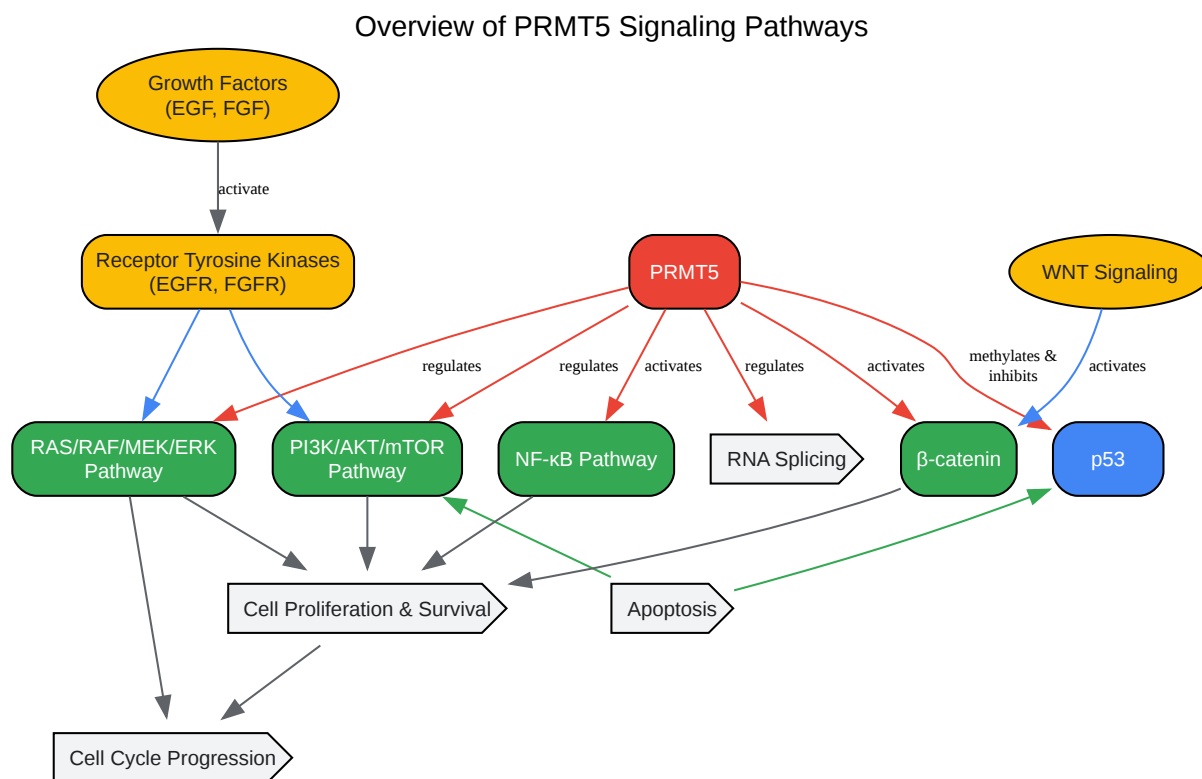 Overview of PRMT5 Signaling Pathways
Growth Factors
(EGF, FGF)
activate
Receptor Tyrosine Kinases
(EGFR, FGFR)
PRMT5
WNT Signaling
regulates
regulates
activates
regulates
activates
methylates &
inhibits
activates
RAS/RAF/MEK/ERK
Pathway
PI3K/AKT/mTOR
Pathway
NF-κB Pathway
RNA Splicing
β-catenin
p53
Cell Proliferation & Survival
Apoptosis
Cell Cycle Progression